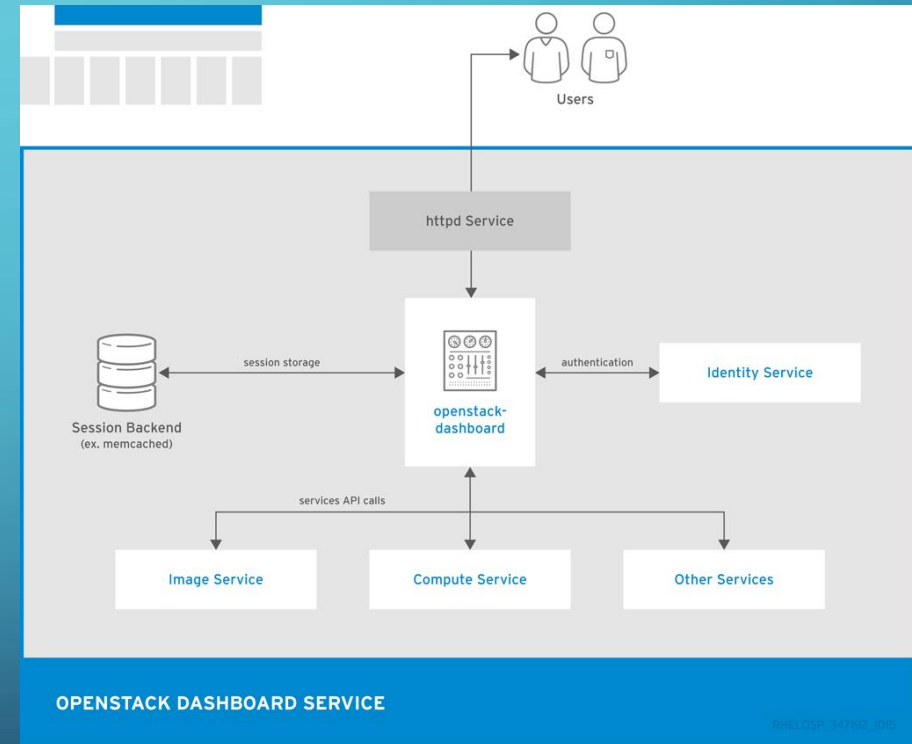 Users
httpd Service
session storage
authentication
Identity Service
openstack-
dashboard
Session Backend
(ex. memcached)
services API calls
Image Service
Compute Service
Other Services
OPENSTACK DASHBOARD SERVICE
RHELOSP_347192_1015